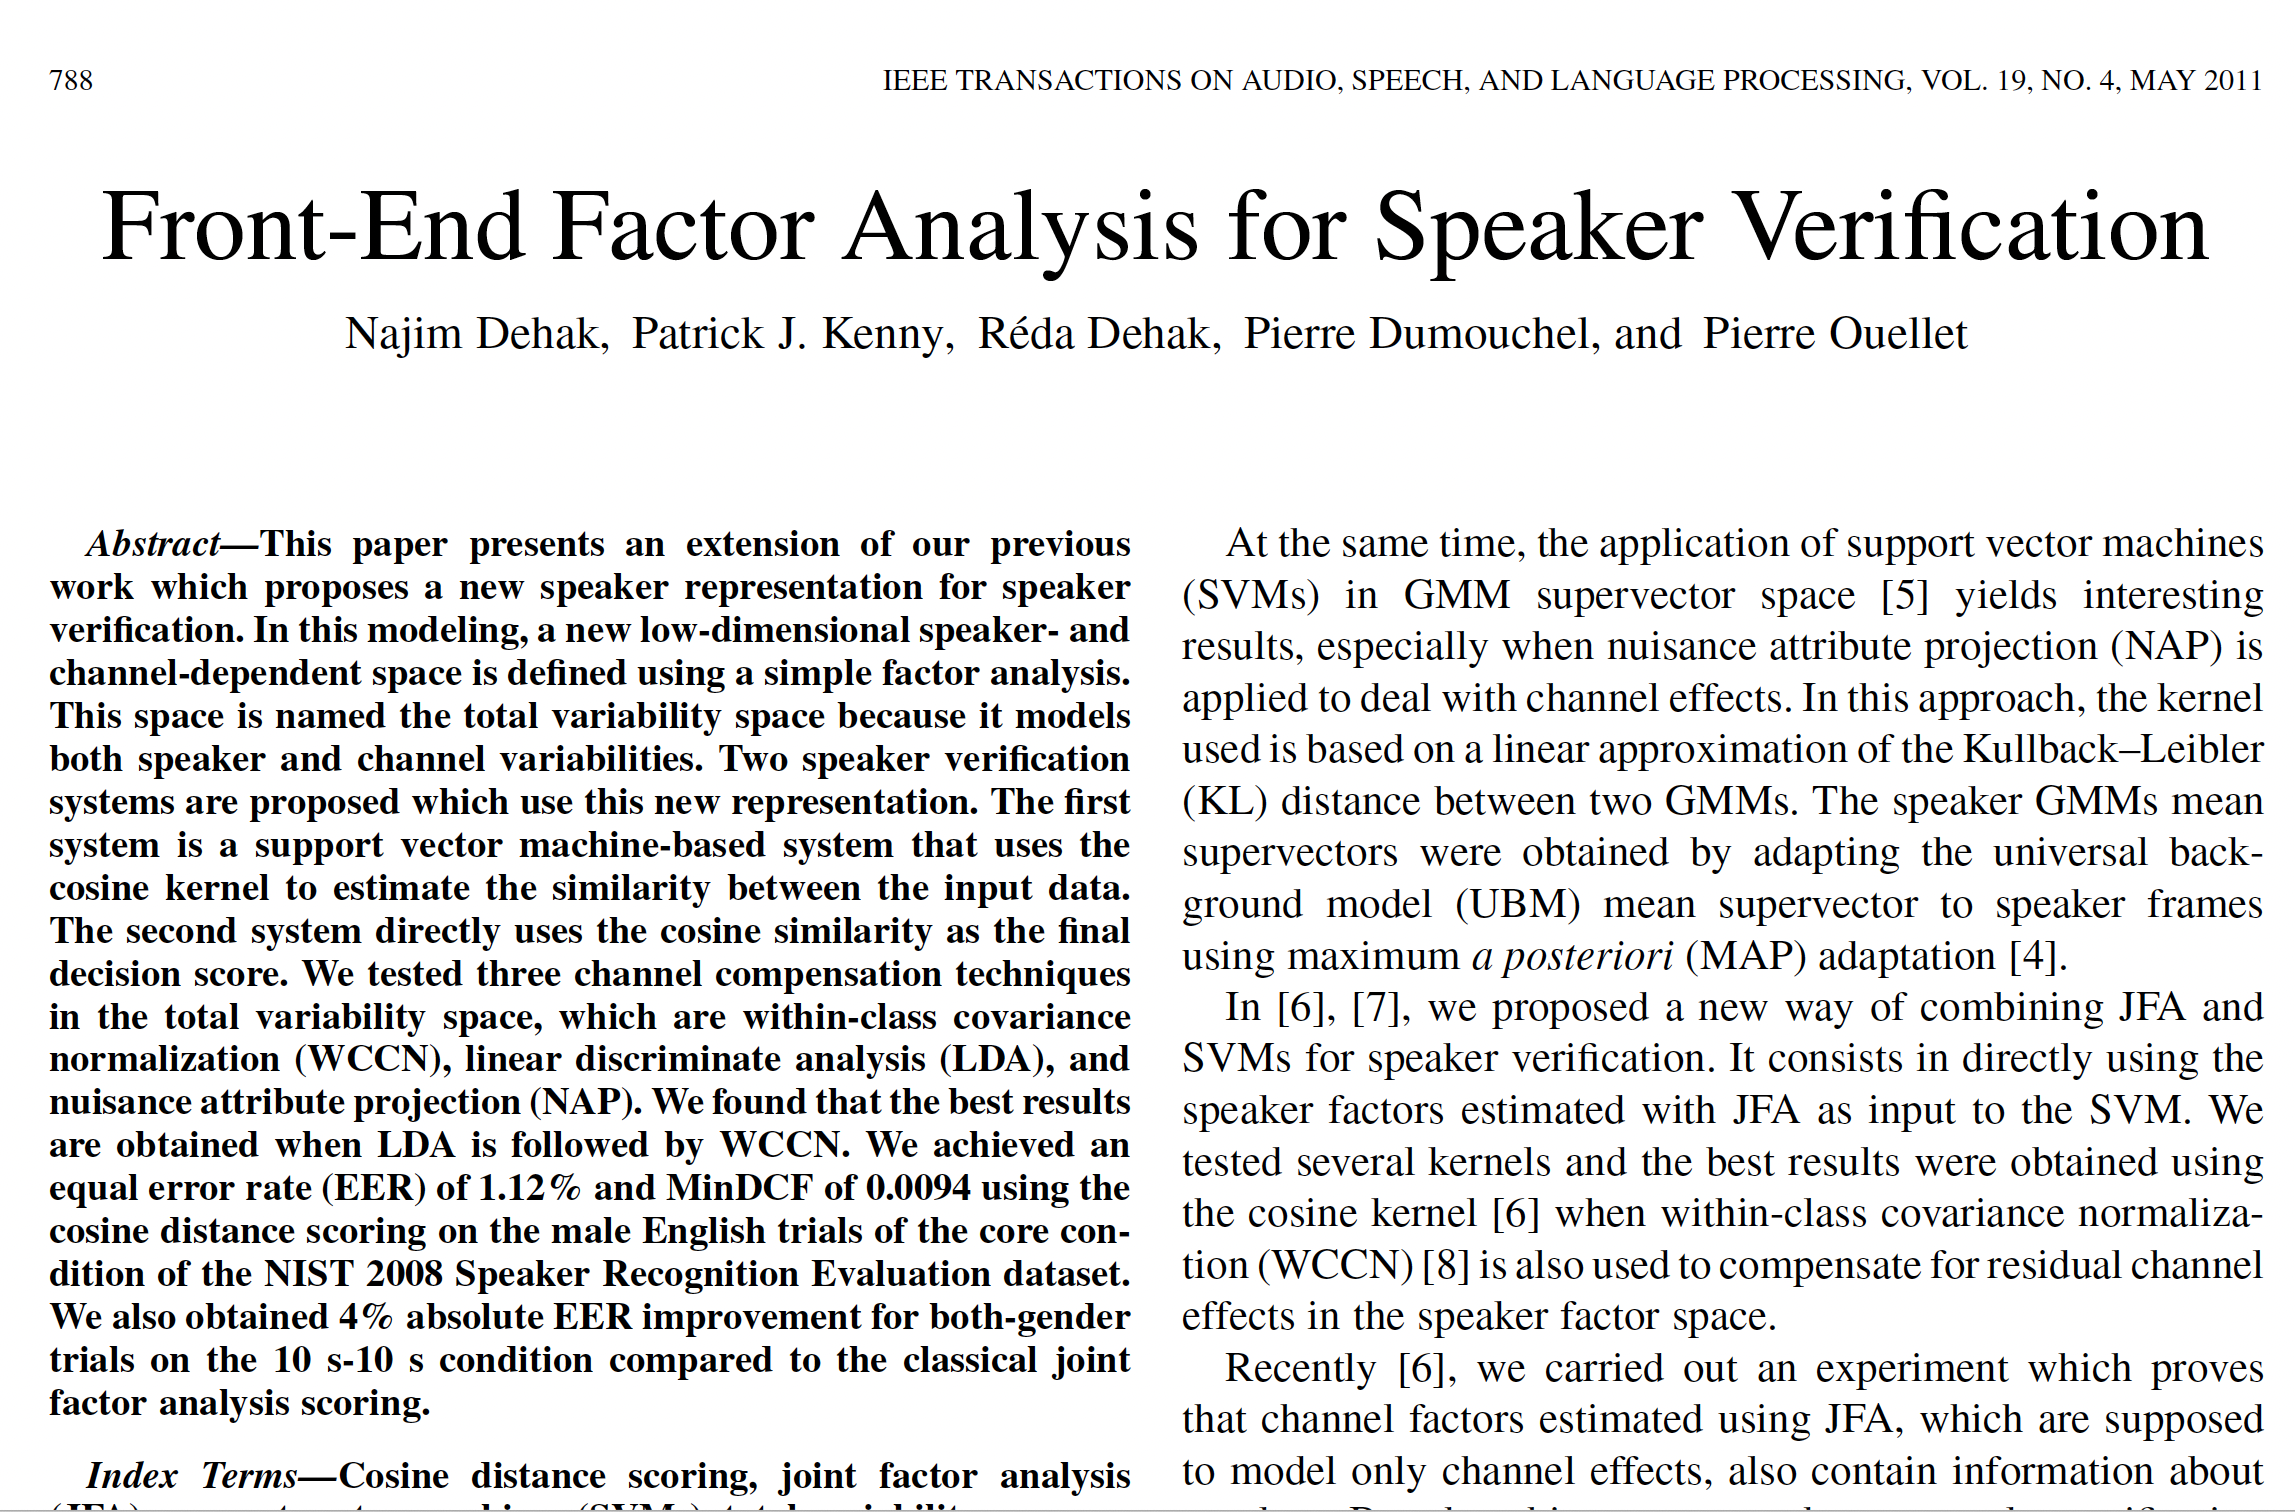 788
IEEE TRANSACTIONS ON AUDIO, SPEECH, AND LANGUAGE PROCESSING, VOL. 19, NO. 4, MAY 2011
Front-End Factor Analysis for Speaker Verification
Najim Dehak, Patrick J. Kenny, Réda Dehak, Pierre Dumouchel, and Pierre Ouellet
Abstract—This paper presents an extension of our previous
work which proposes a new speaker representation for speaker
verification. In this modeling, a new low-dimensional speaker- and
channel-dependent space is defined using a simple factor analysis.
This space is named the total variability space because it models
both speaker and channel variabilities. Two speaker verification
systems are proposed which use this new representation. The first
system is a support vector machine-based system that uses the
cosine kernel to estimate the similarity between the input data.
The second system directly uses the cosine similarity as the final
decision score. We tested three channel compensation techniques
in the total variability space, which are within-class covariance
normalization (WCCN), linear discriminate analysis (LDA), and
nuisance attribute projection (NAP). We found that the best results
are obtained when LDA is followed by WCCN. We achieved an
equal error rate (EER) of 1.12% and MinDCF of 0.0094 using the
cosine distance scoring on the male English trials of the core con-
dition of the NIST 2008 Speaker Recognition Evaluation dataset.
We also obtained 4% absolute EER improvement for both-gender
trials on the 10 s-10 s condition compared to the classical joint
factor analysis scoring.
Index Terms—Cosine distance scoring, joint factor analysis
At the same time, the application of support vector machines
(SVMs) in GMM supervector space [5] yields interesting
results, especially when nuisance attribute projection (NAP) is
applied to deal with channel effects. In this approach, the kernel
used is based on a linear approximation of the Kullback–Leibler
(KL) distance between two GMMs. The speaker GMMs mean
supervectors were obtained by adapting the universal back-
ground model (UBM) mean supervector to speaker frames
using maximum a posteriori (MAP) adaptation [4].
In [6], [7], we proposed a new way of combining JFA and
SVMs for speaker verification. It consists in directly using the
speaker factors estimated with JFA as input to the SVM. We
tested several kernels and the best results were obtained using
the cosine kernel [6] when within-class covariance normaliza-
tion (WCCN) [8] is also used to compensate for residual channel
effects in the speaker factor space.
Recently [6], we carried out an experiment which proves
that channel factors estimated using JFA, which are supposed
to model only channel effects, also contain information about